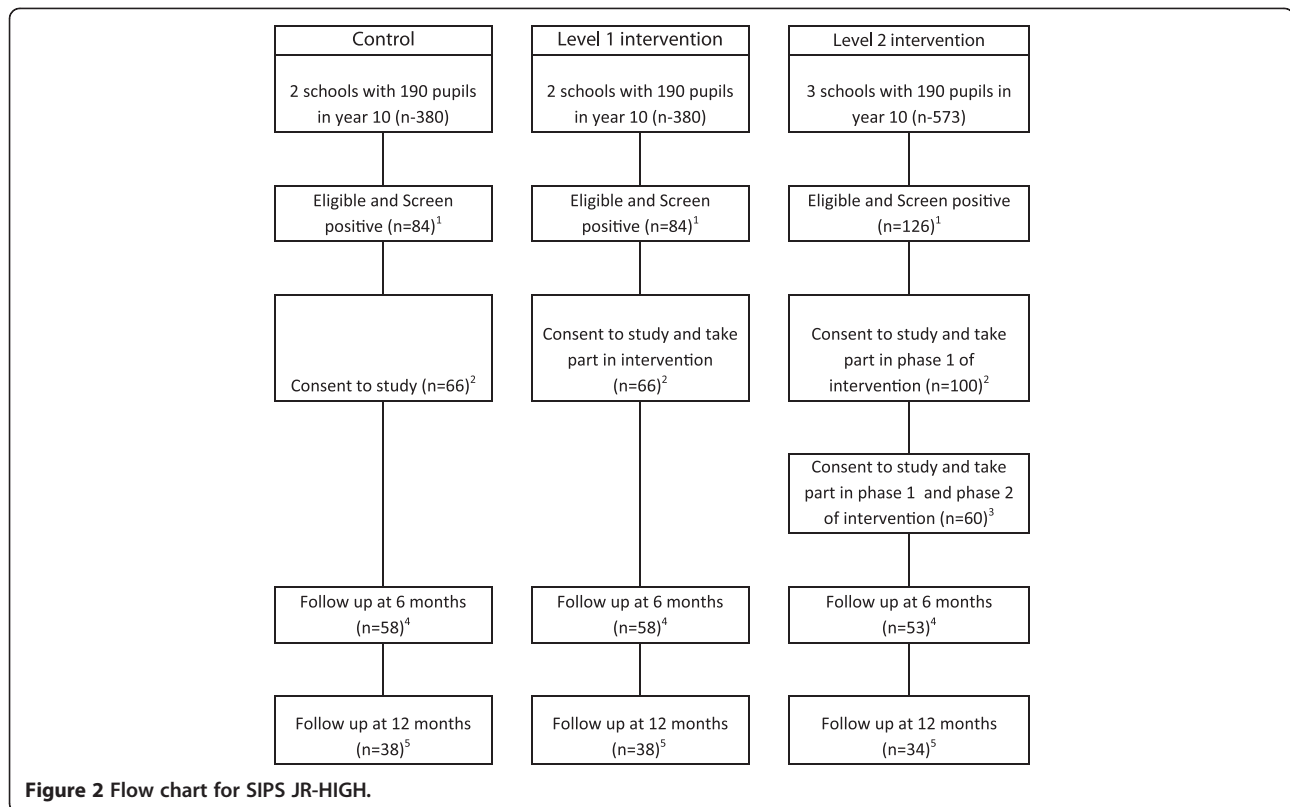 Control
2 schools with 190 pupils
in year 10 (n-380)
Eligible and Screen
positive (n=84)¹
Consent to study (n=66)²
Follow up at 6 months
(n=58)⁴
Follow up at 12 months
(n=38)⁵
Level 1 intervention
2 schools with 190 pupils
in year 10 (n-380)
Eligible and Screen
positive (n=84)¹
Consent to study and take
part in intervention
(n=66)²
Follow up at 6 months
(n=58)⁴
Follow up at 12 months
(n=38)⁵
Level 2 intervention
3 schools with 190 pupils in
year 10 (n-573)
Eligible and Screen positive
(n=126)¹
Consent to study and take
part in phase 1 of
intervention (n=100)²
Consent to study and take
part in phase 1 and phase 2
of intervention (n=60)³
Follow up at 6 months
(n=53)⁴
Follow up at 12 months
(n=34)⁵
Figure 2 Flow chart for SIPS JR-HIGH.